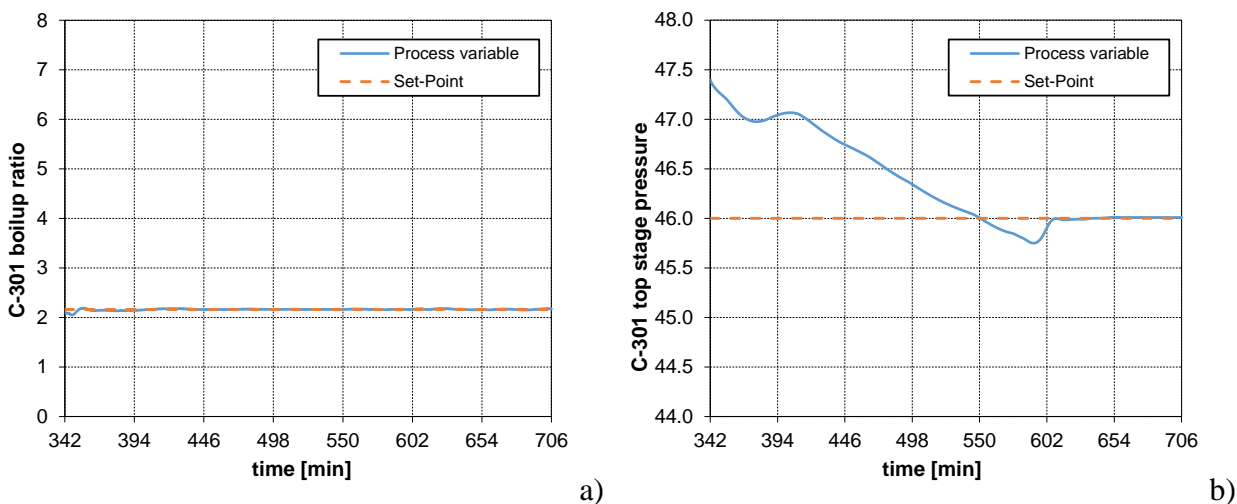 C-301 boilup ratio
8
7
6
5
4
3
2
1
0
Process variable
Set-Point
342 394 446 498 550 602 654 706
time [min]
a)
C-301 top stage pressure
48.0
47.5
47.0
46.5
46.0
45.5
45.0
44.5
44.0
Process variable
Set-Point
342 394 446 498 550 602 654 706
time [min]
b)